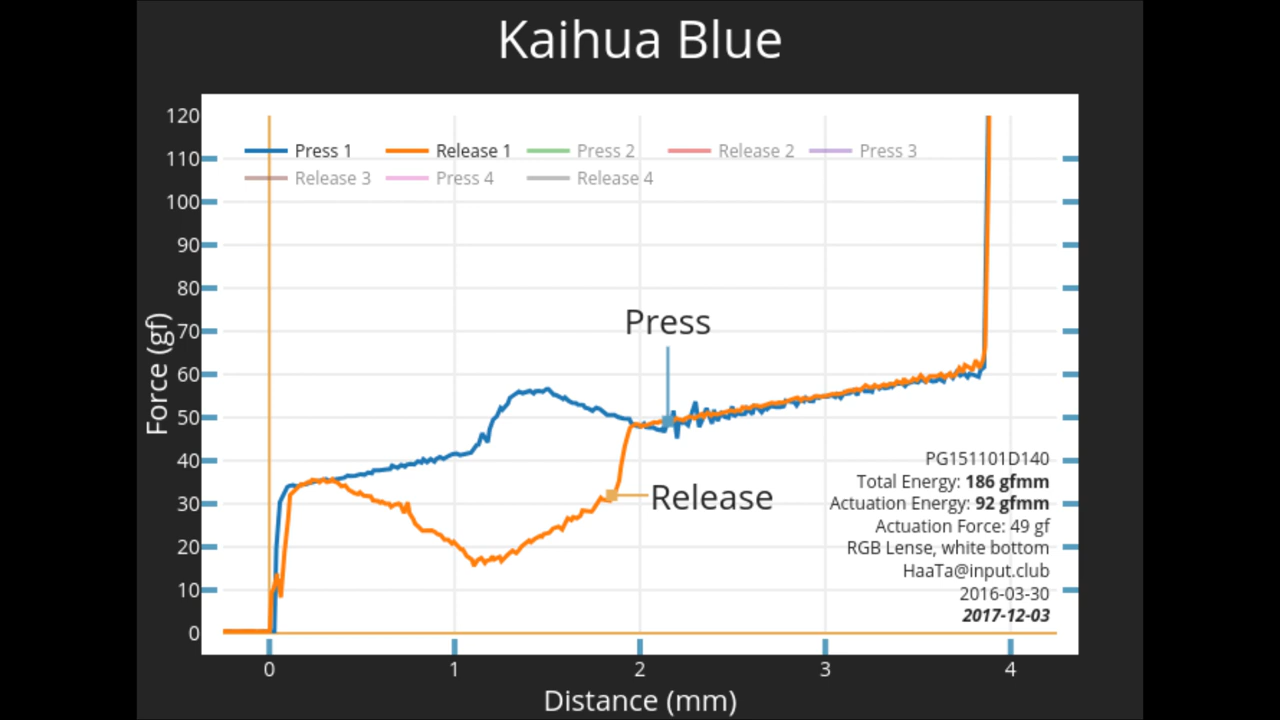 Kaihua Blue
120
110
100
90
80
70
60
50
40
30
20
10
0
Force (gf)
Press 1 Release 1 Press 2 Release 2 Press 3
Release 3 Press 4 Release 4
Press
Release
PG151101D140
Total Energy: 186 gfmm
Actuation Energy: 92 gfmm
Actuation Force: 49 gf
RGB Lense, white bottom
HaaTa@input.club
2016-03-30
2017-12-03
0 1 2 3 4
Distance (mm)